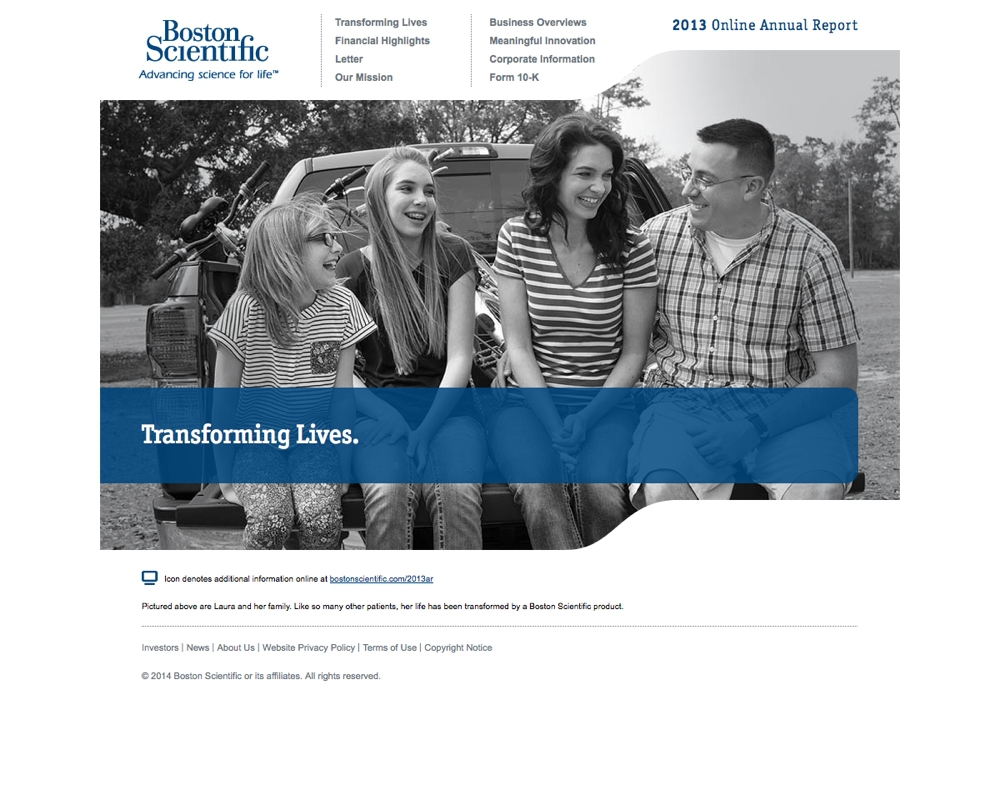 Boston
Scientific
Advancing science for life™
Transforming Lives
Financial Highlights
Letter
Our Mission
Business Overviews
Meaningful Innovation
Corporate Information
Form 10-K
2013 Online Annual Report
Transforming Lives.
Icon denotes additional information online at bostonscientific.com/2013ar
Pictured above are Laura and her family. Like so many other patients, her life has been transformed by a Boston Scientific product.
Investors | News | About Us | Website Privacy Policy | Terms of Use | Copyright Notice
© 2014 Boston Scientific or its affiliates. All rights reserved.